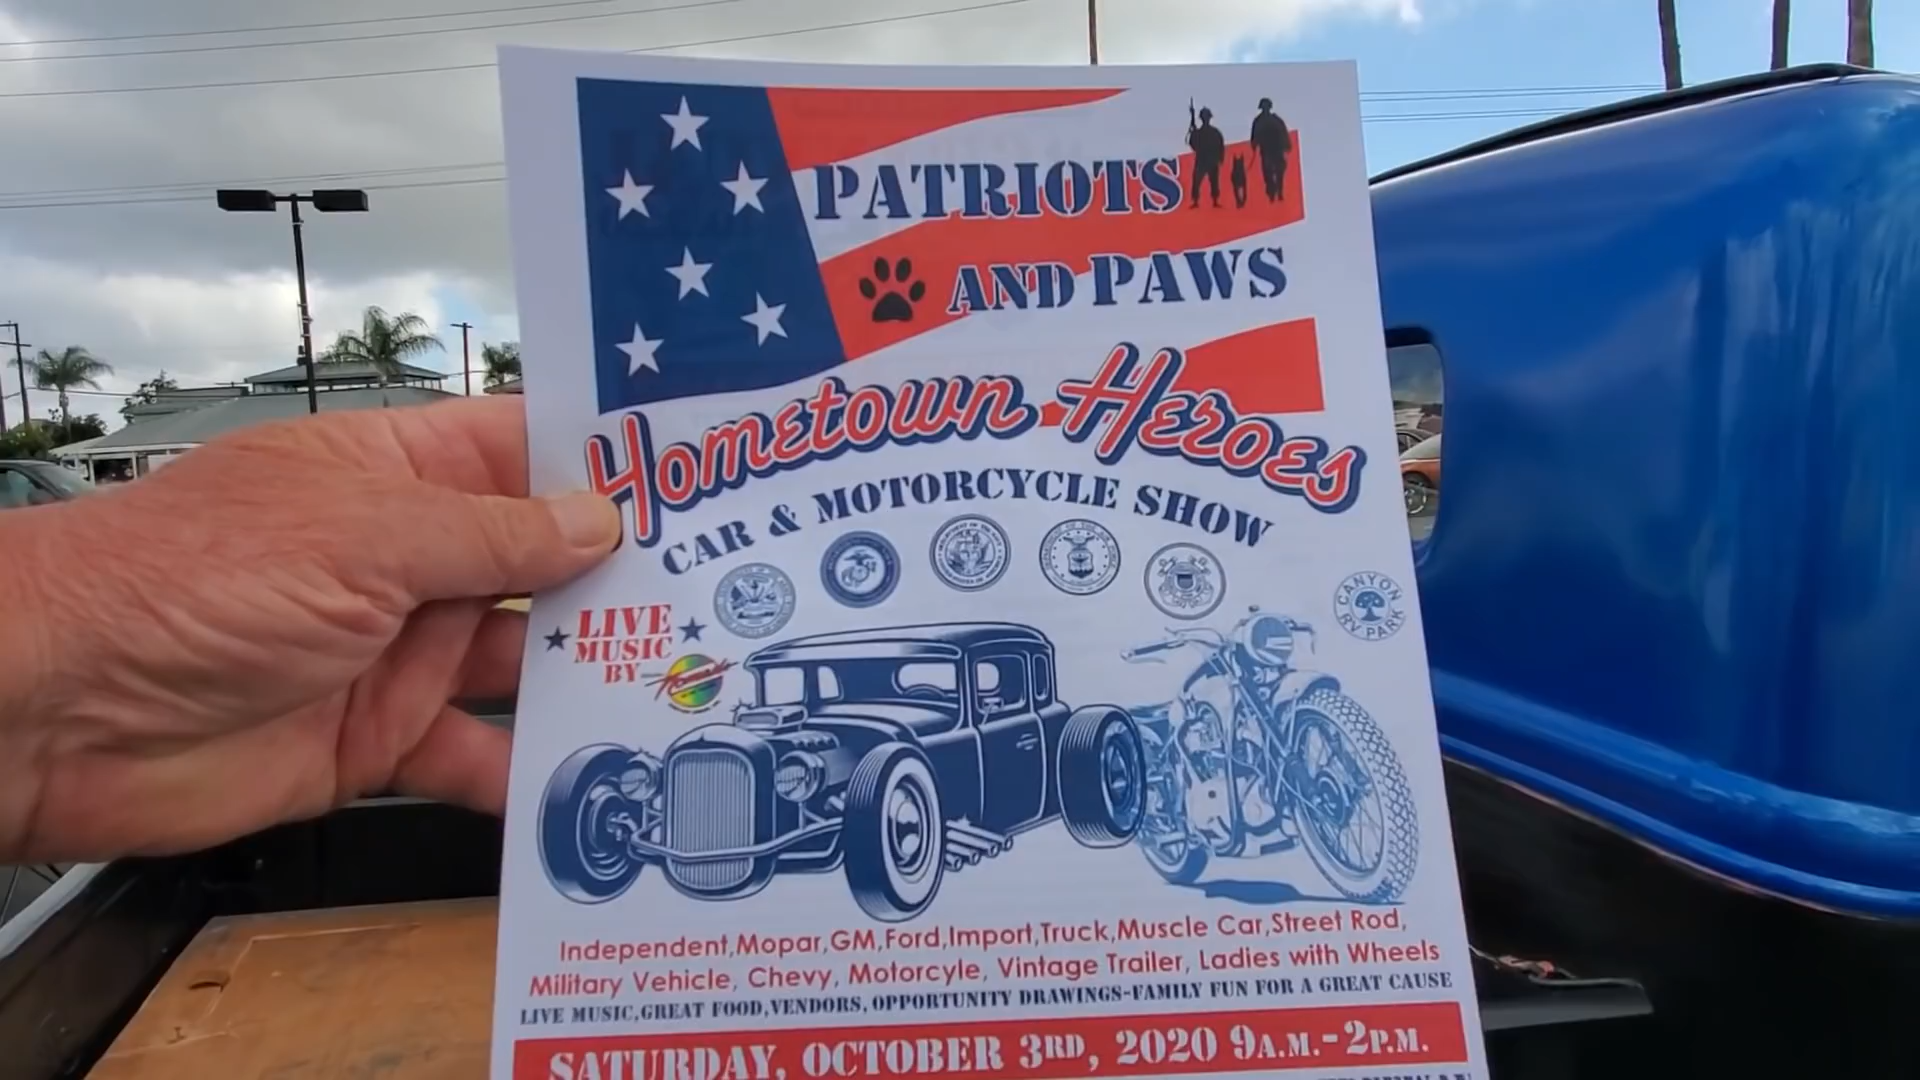 PATRIOTS
AND PAWS
Hometown Heroes
CAR & MOTORCYCLE SHOW
CANYON
RV PARK
LIVE
MUSIC
BY
Independent,Mopar,GM,Ford,Import,Truck,Muscle Car,Street Rod,
Military Vehicle, Chevy, Motorcyle, Vintage Trailer, Ladies with Wheels
LIVE MUSIC,GREAT FOOD,VENDORS, OPPORTUNITY DRAWINGS-FAMILY FUN FOR A GREAT CAUSE
SATURDAY, OCTOBER 3RD, 2020 9A.M.-2P.M.